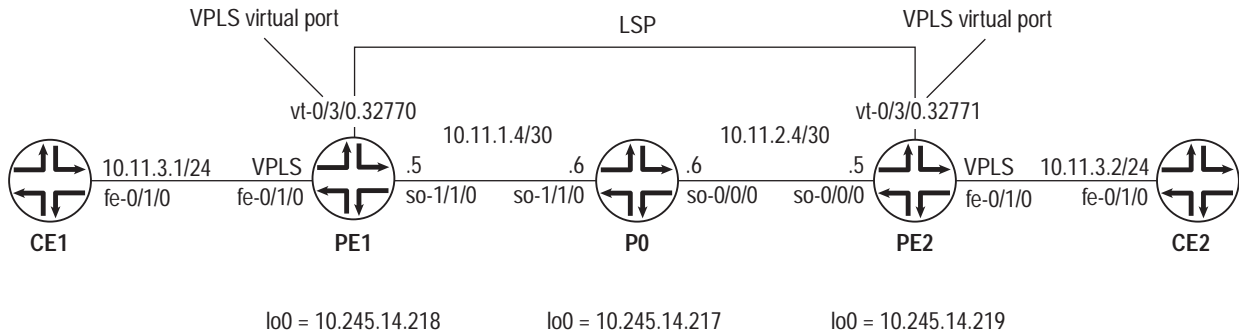 VPLS virtual port
LSP
VPLS virtual port
vt-0/3/0.32770
vt-0/3/0.32771
10.11.1.4/30
10.11.2.4/30
10.11.3.1/24
VPLS
.5
.6
.6
.5
VPLS
10.11.3.2/24
fe-0/1/0
fe-0/1/0
so-1/1/0
so-1/1/0
so-0/0/0
so-0/0/0
fe-0/1/0
fe-0/1/0
CE1
PE1
P0
PE2
CE2
lo0 = 10.245.14.218
lo0 = 10.245.14.217
lo0 = 10.245.14.219